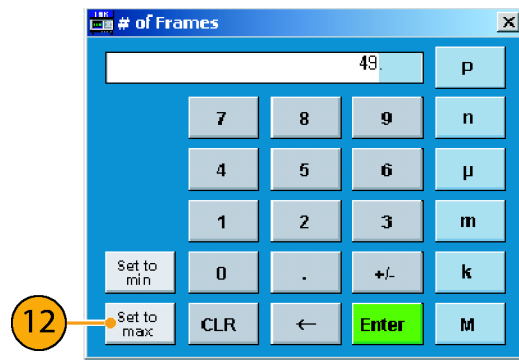 TEK
# of Frames
49.
p
7 8 9 n
4 5 6 µ
1 2 3 m
Set to
min
0 . +/- k
12
Set to
max
CLR ← Enter M